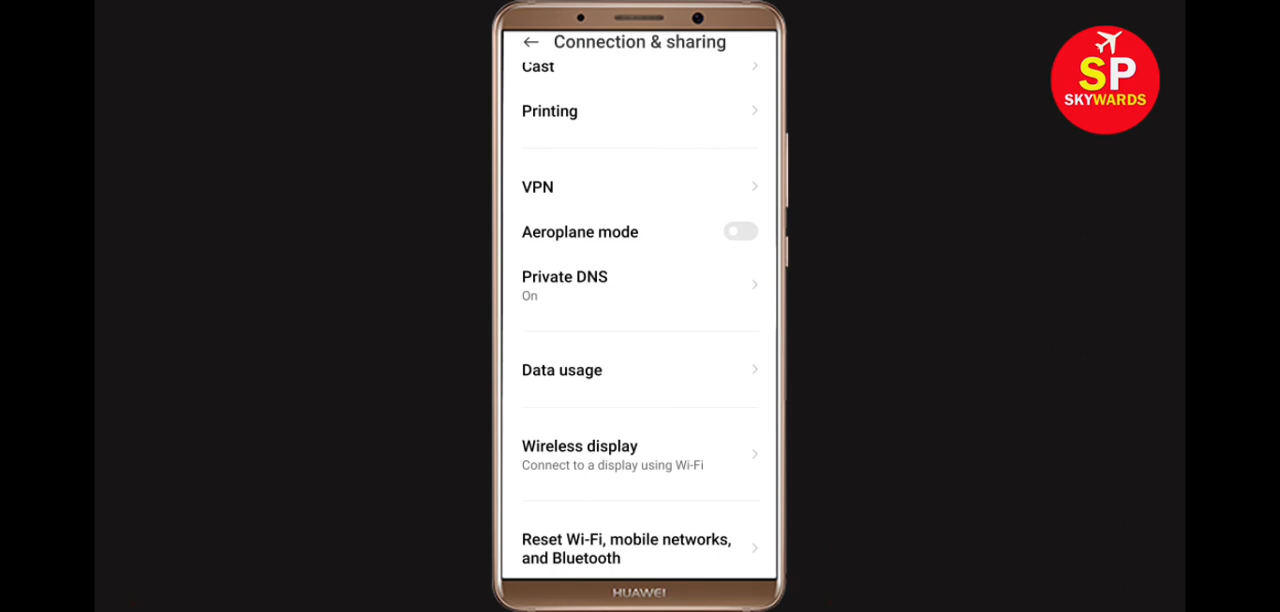 ← Connection & sharing
Cast
Printing
VPN
Aeroplane mode
Private DNS
On
Data usage
Wireless display
Connect to a display using Wi-Fi
Reset Wi-Fi, mobile networks,
and Bluetooth
HUAWEI
SP
SKYWARDS